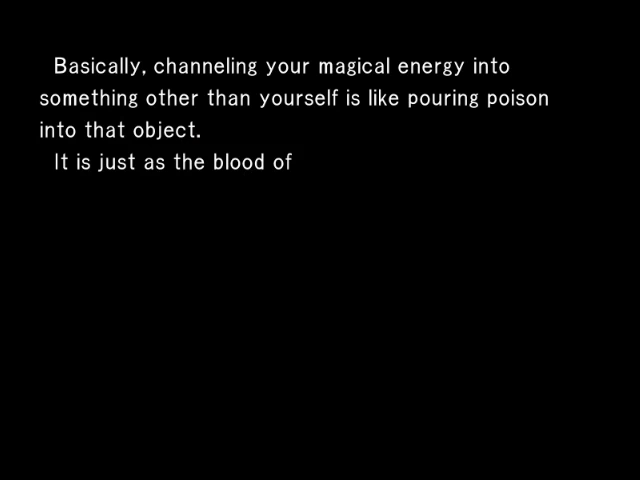 Basically, channeling your magical energy into
something other than yourself is like pouring poison
into that object.
It is just as the blood of